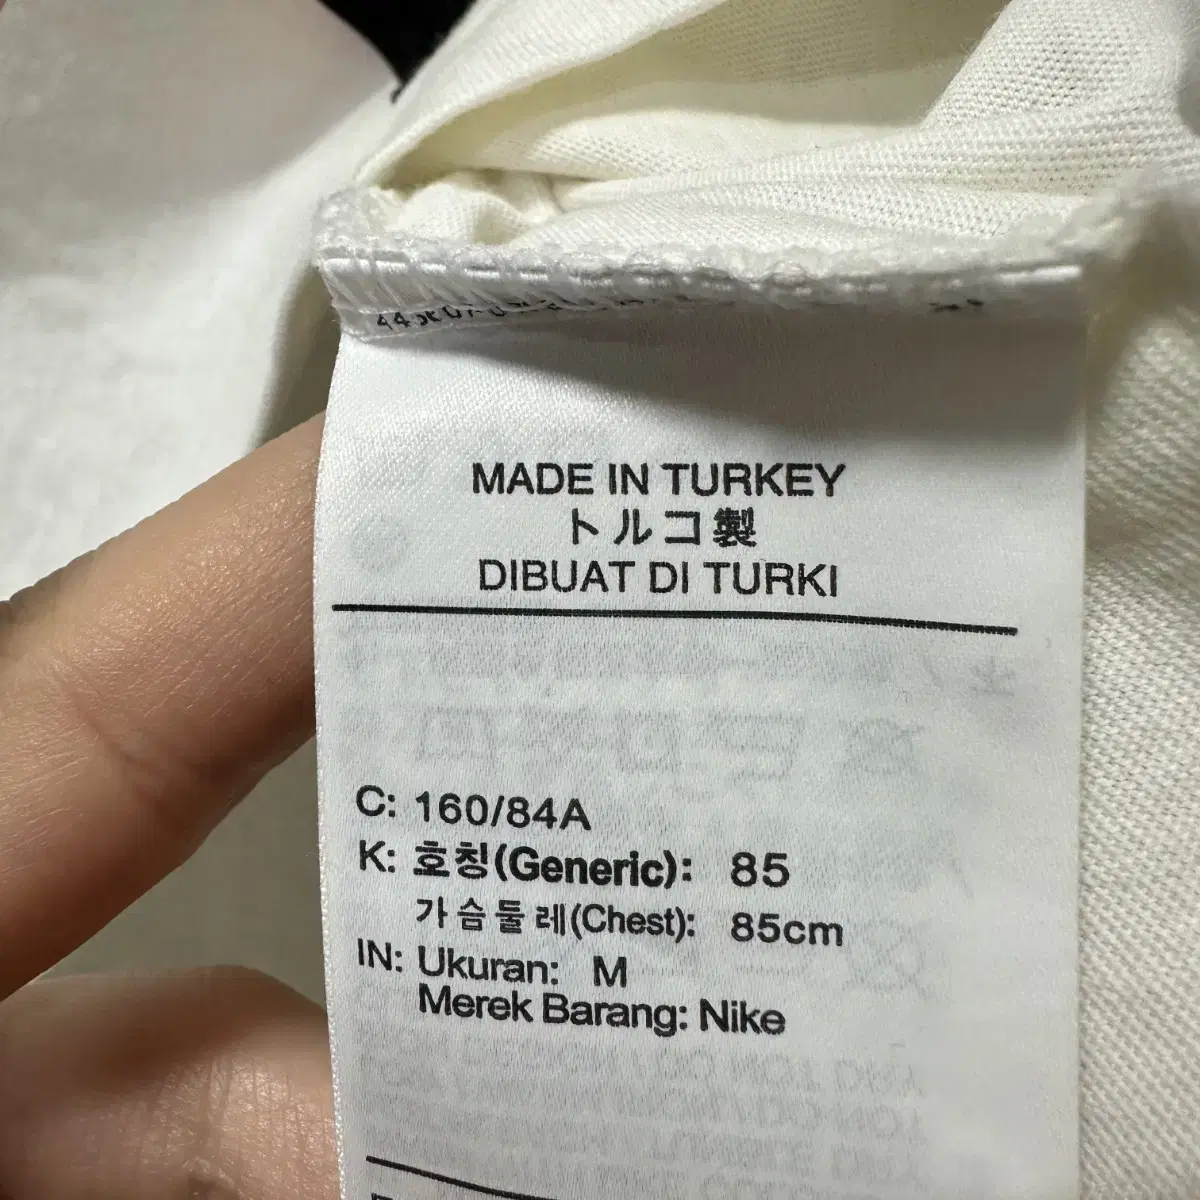 MADE IN TURKEY
トルコ製
DIBUAT DI TURKI
C: 160/84A
K: 호칭(Generic): 85
가슴둘레(Chest): 85cm
IN: Ukuran: M
Merek Barang: Nike